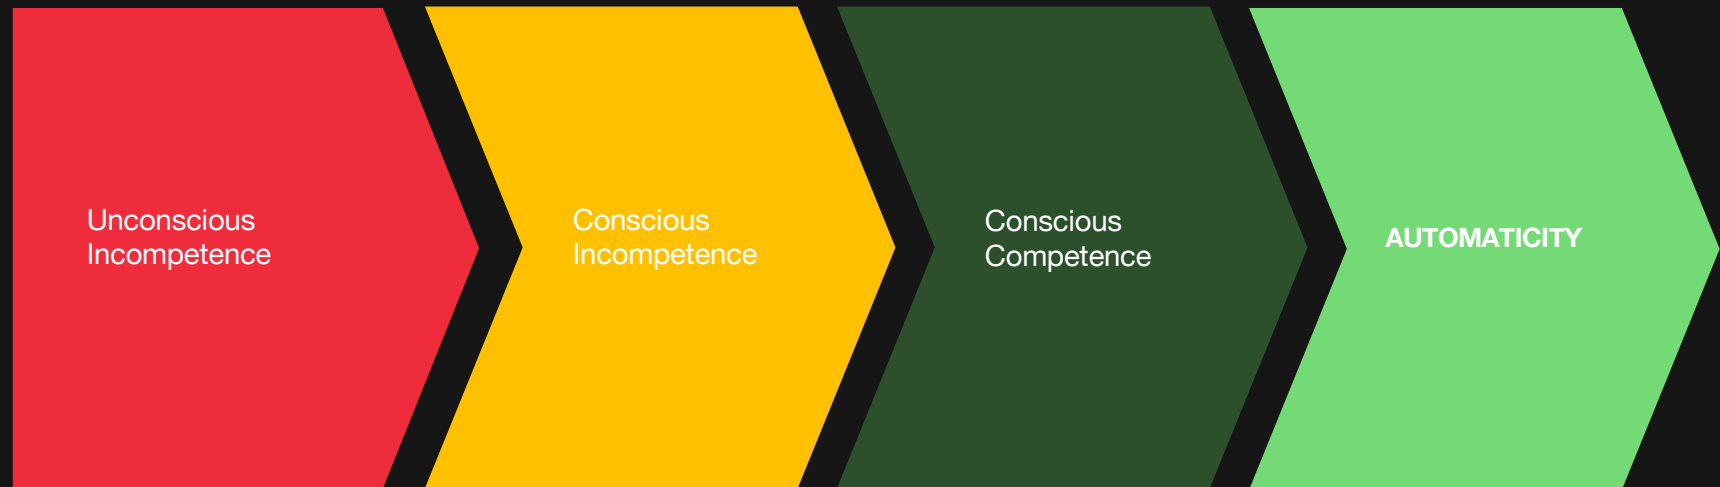 Unconscious
Incompetence
Conscious
Incompetence
Conscious
Competence
AUTOMATICITY